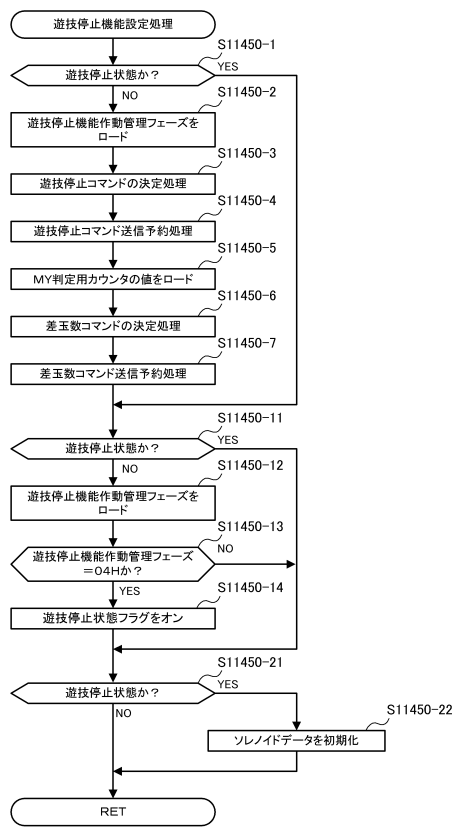 遊技停止機能設定処理
S11450-1
遊技停止状態か？
YES
NO
S11450-2
遊技停止機能作動管理フェーズを
ロード
S11450-3
遊技停止コマンドの決定処理
S11450-4
遊技停止コマンド送信予約処理
S11450-5
ＭＹ判定用カウンタの値をロード
S11450-6
差玉数コマンドの決定処理
S11450-7
差玉数コマンド送信予約処理
S11450-11
遊技停止状態か？
YES
NO
S11450-12
遊技停止機能作動管理フェーズを
ロード
S11450-13
遊技停止機能作動管理フェーズ
＝０４Ｈか？
NO
YES
S11450-14
遊技停止状態フラグをオン
S11450-21
遊技停止状態か？
YES
NO
S11450-22
ソレノイドデータを初期化
RET